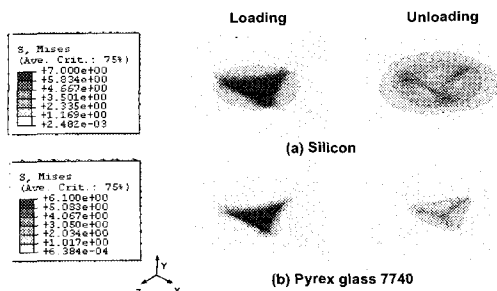 Loading
Unloading
S, Mises
(Ave. Crit.: 75%)
+7.000e+00
+5.834e+00
+4.667e+00
+3.501e+00
+2.335e+00
+1.169e+00
+2.482e-03
(a) Silicon
S, Mises
(Ave. Crit.: 75%)
+6.100e+00
+5.083e+00
+4.067e+00
+3.050e+00
+2.034e+00
+1.017e+00
+6.384e-04
Y
Z
X
(b) Pyrex glass 7740